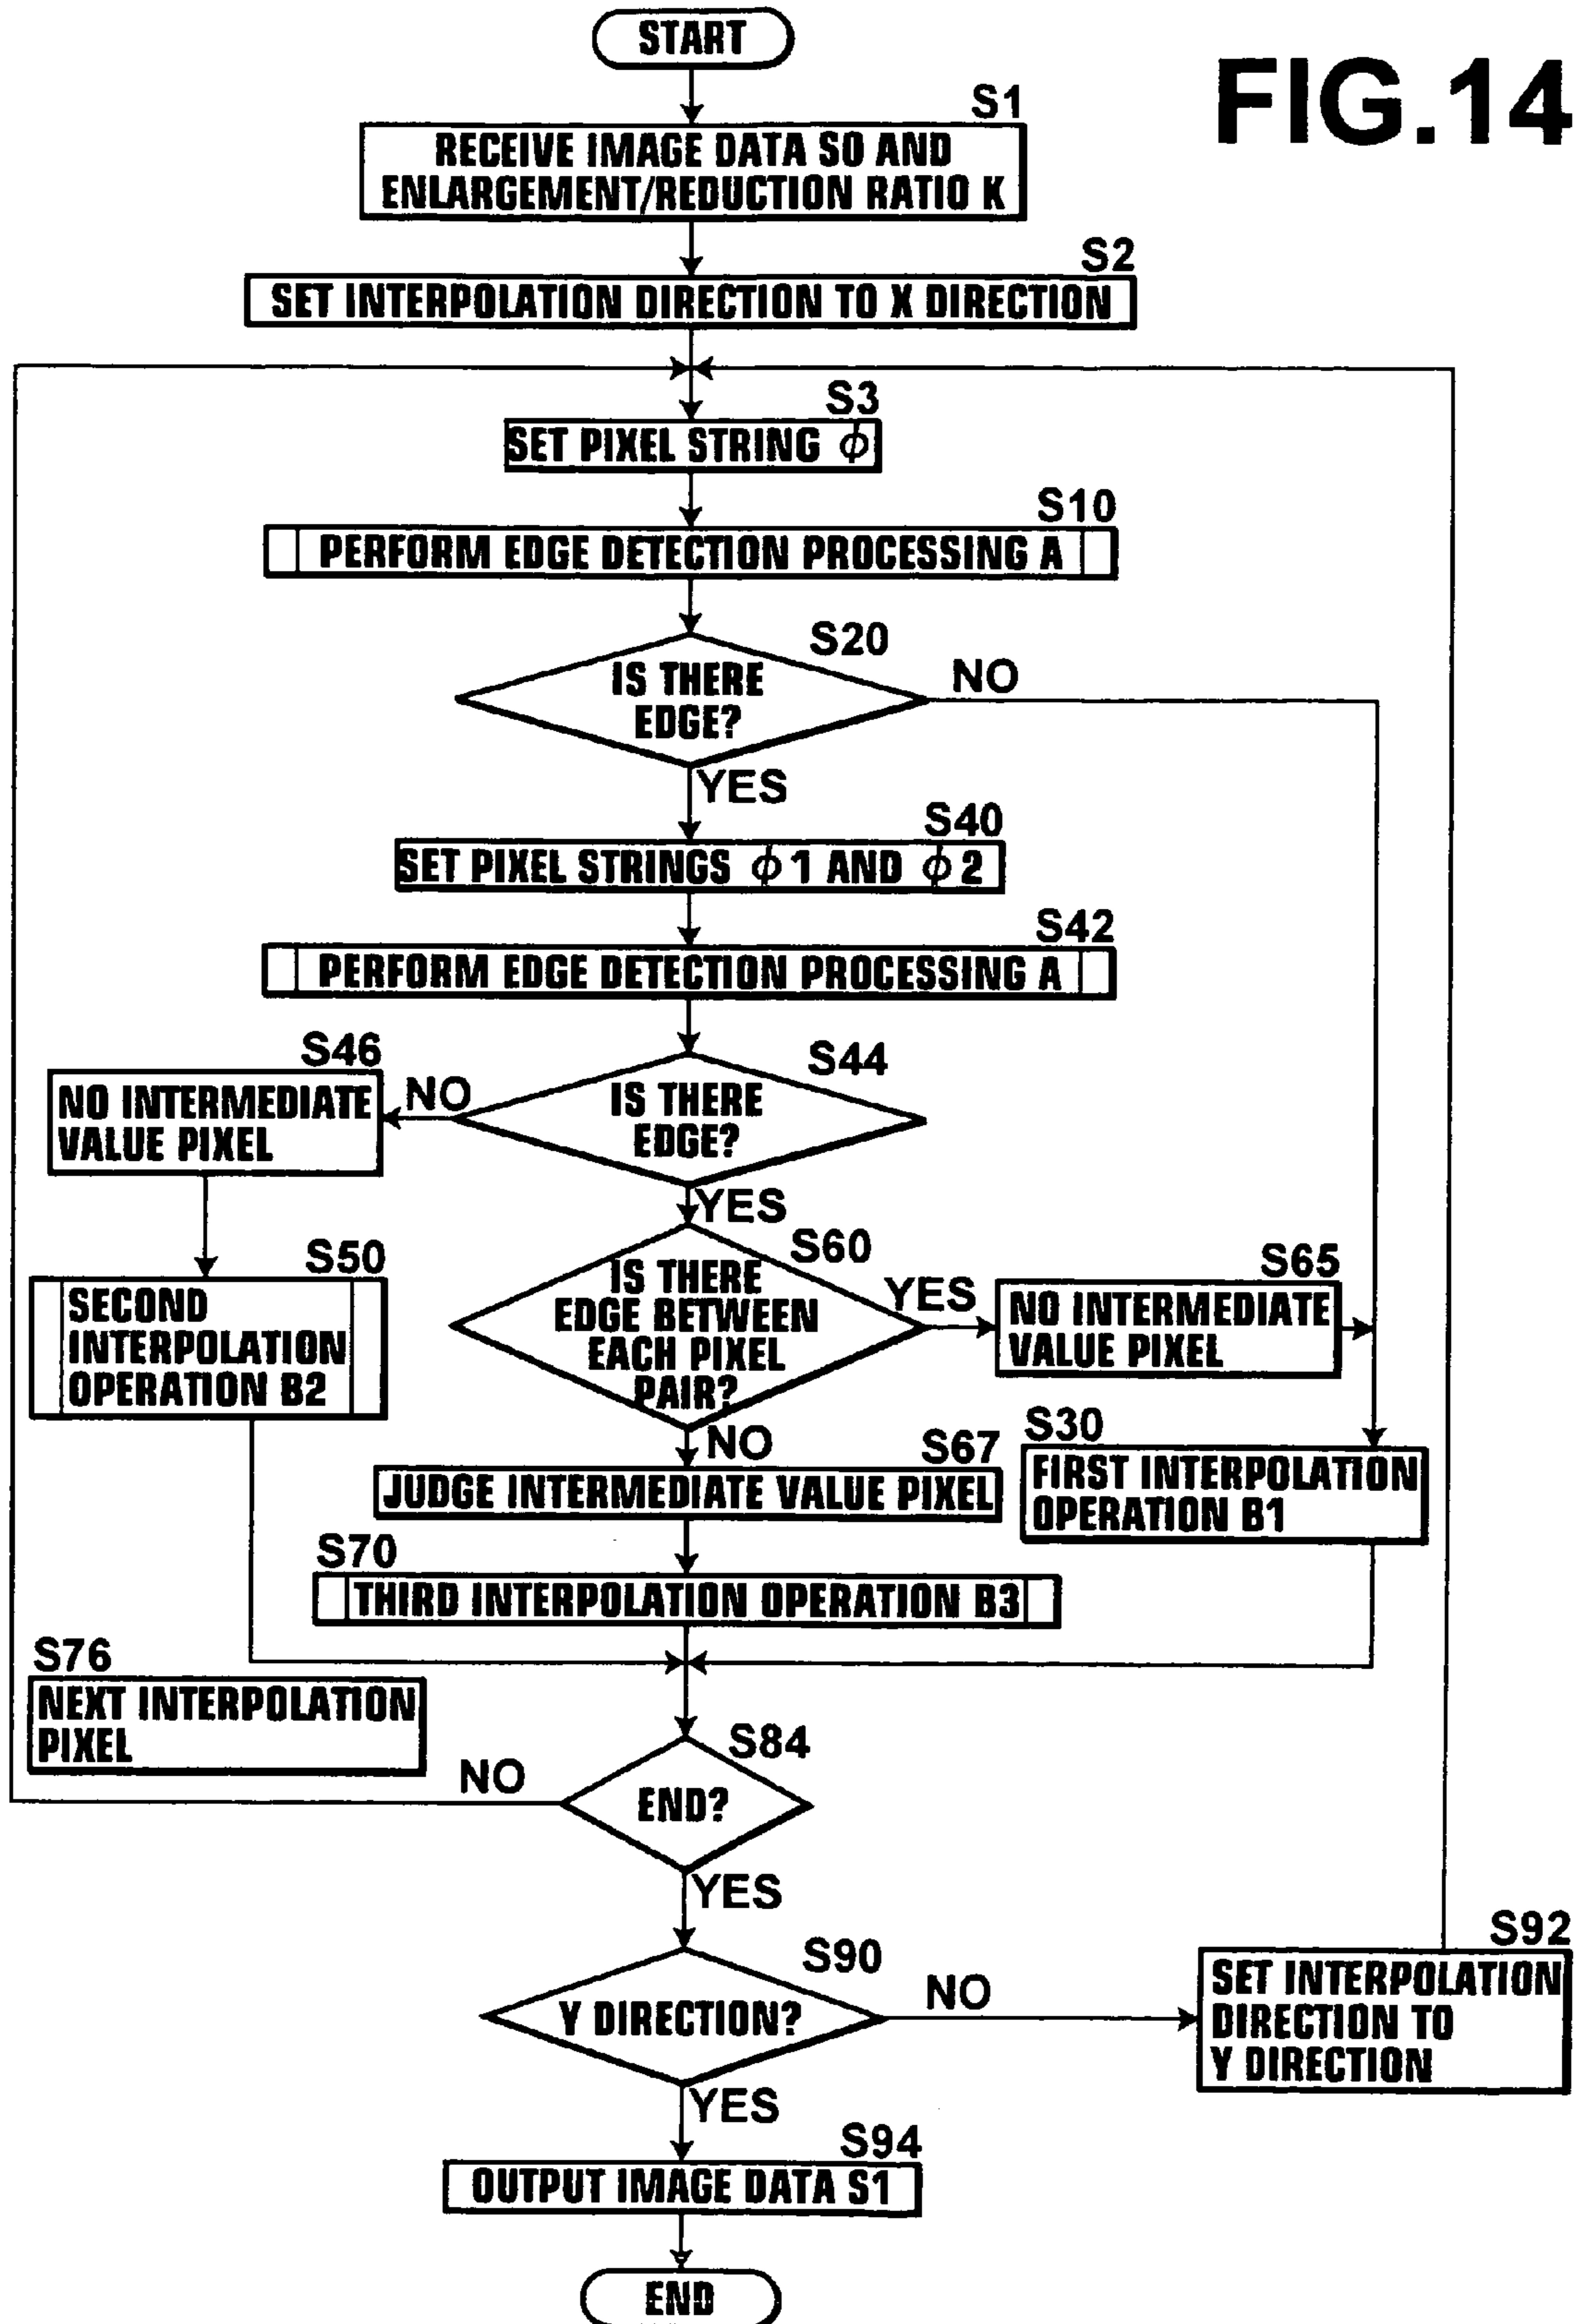 START
FIG.14
S1
RECEIVE IMAGE DATA S0 AND
ENLARGEMENT/REDUCTION RATIO K
S2
SET INTERPOLATION DIRECTION TO X DIRECTION
S3
SET PIXEL STRING ϕ
S10
PERFORM EDGE DETECTION PROCESSING A
S20
IS THERE
EDGE?
NO
YES
S40
SET PIXEL STRINGS ϕ1 AND ϕ2
S42
PERFORM EDGE DETECTION PROCESSING A
S44
IS THERE
EDGE?
NO
YES
S46
NO INTERMEDIATE
VALUE PIXEL
S50
SECOND
INTERPOLATION
OPERATION B2
S60
IS THERE
EDGE BETWEEN
EACH PIXEL
PAIR?
YES
NO
S65
NO INTERMEDIATE
VALUE PIXEL
S30
FIRST INTERPOLATION
OPERATION B1
S67
JUDGE INTERMEDIATE VALUE PIXEL
S70
THIRD INTERPOLATION OPERATION B3
S76
NEXT INTERPOLATION
PIXEL
S84
END?
NO
YES
S90
Y DIRECTION?
NO
YES
S92
SET INTERPOLATION
DIRECTION TO
Y DIRECTION
S94
OUTPUT IMAGE DATA S1
END